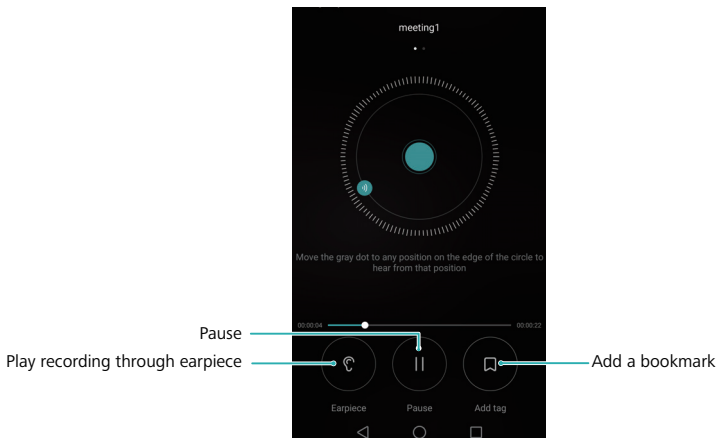 meeting1
Move the gray dot to any position on the edge of the circle to
hear from that position
00:00:04
00:00:22
Pause
Play recording through earpiece
Add a bookmark
Earpiece
Pause
Add tag